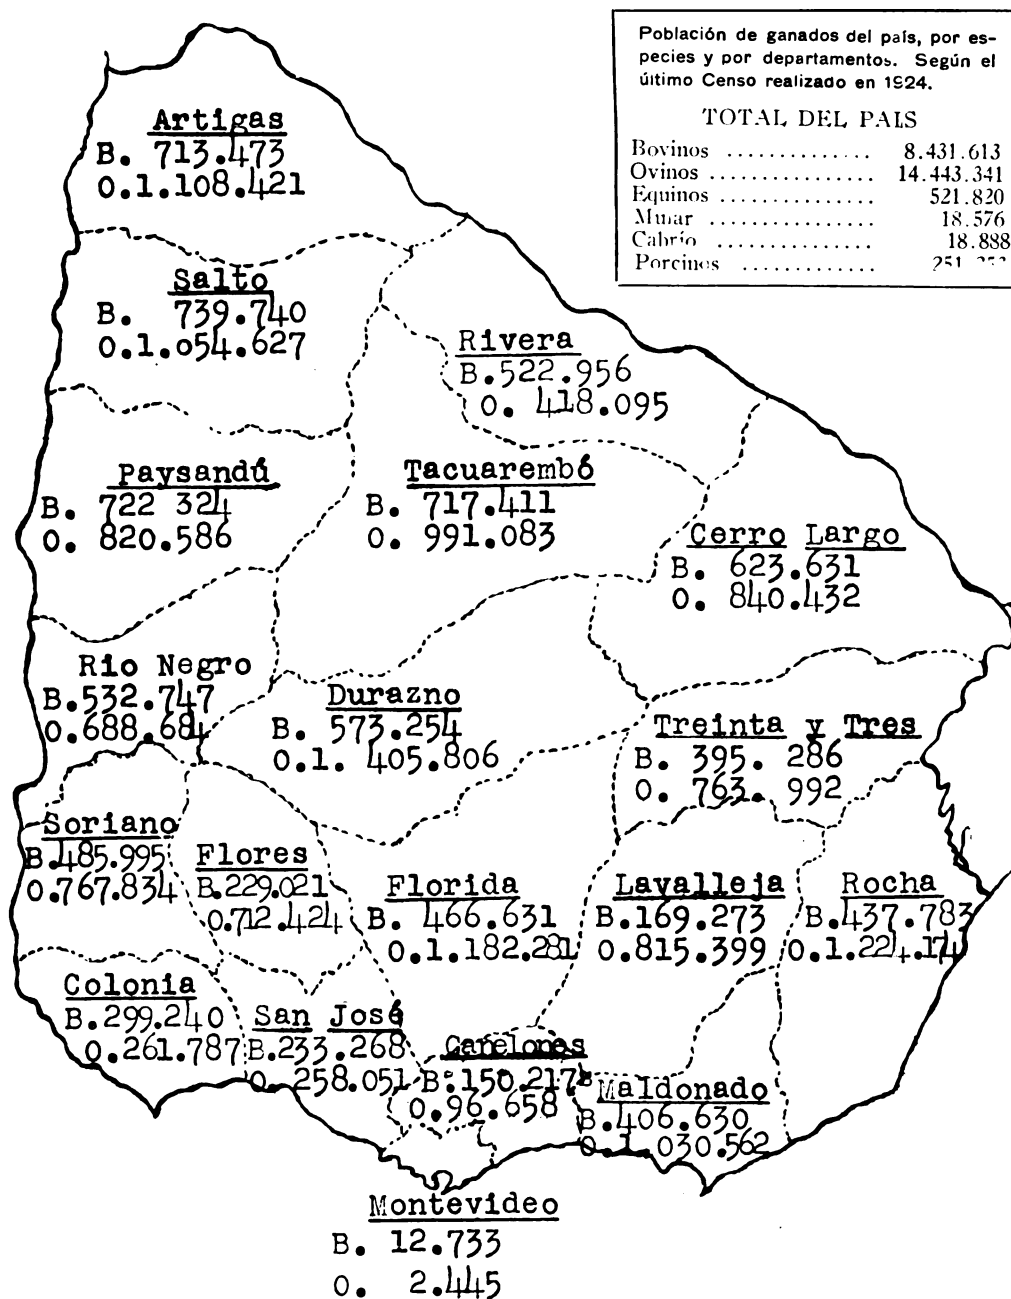 Población de ganados del país, por es-
pecies y por departamentos. Según el
último Censo realizado en 1924.
TOTAL DEL PAIS
Bovinos .............. 8.431.613
Ovinos ............... 14.443.341
Equinos .............. 521.820
Mular ................ 18.576
Cabrío ............. 18.888
Porcinos .............
Artigas
B. 713.473
O.1.108.421
Salto
B. 739.740
O.1.o54.627
Rivera
B.522.956
O. 418.095
Paysandú
B. 722 324
O. 820.586
Tacuarembó
B. 717.411
O. 991.083
Cerro Largo
B. 623.631
O. 840.432
Rio Negro
B.532.747
O.688.684
Durazno
B. 573.254
O.1. 405.806
Treinta y Tres
B. 395. 286
O. 763. 992
Soriano
B.485.995
O.767.834
Flores
B.229.021
O.712.424
Florida
B. 466.631
O.1.182.281
Lavalleja
B.169.273
O.815.399
Rocha
B.437.783
Colonia
B.299.240
O.261.787
San José
B.233.268
O. 258.051
Canelones
B.150.217
O.96.658
Maldonado
B.406.630
O.1. 030.562
Montevideo
B. 12.733
O. 2.445